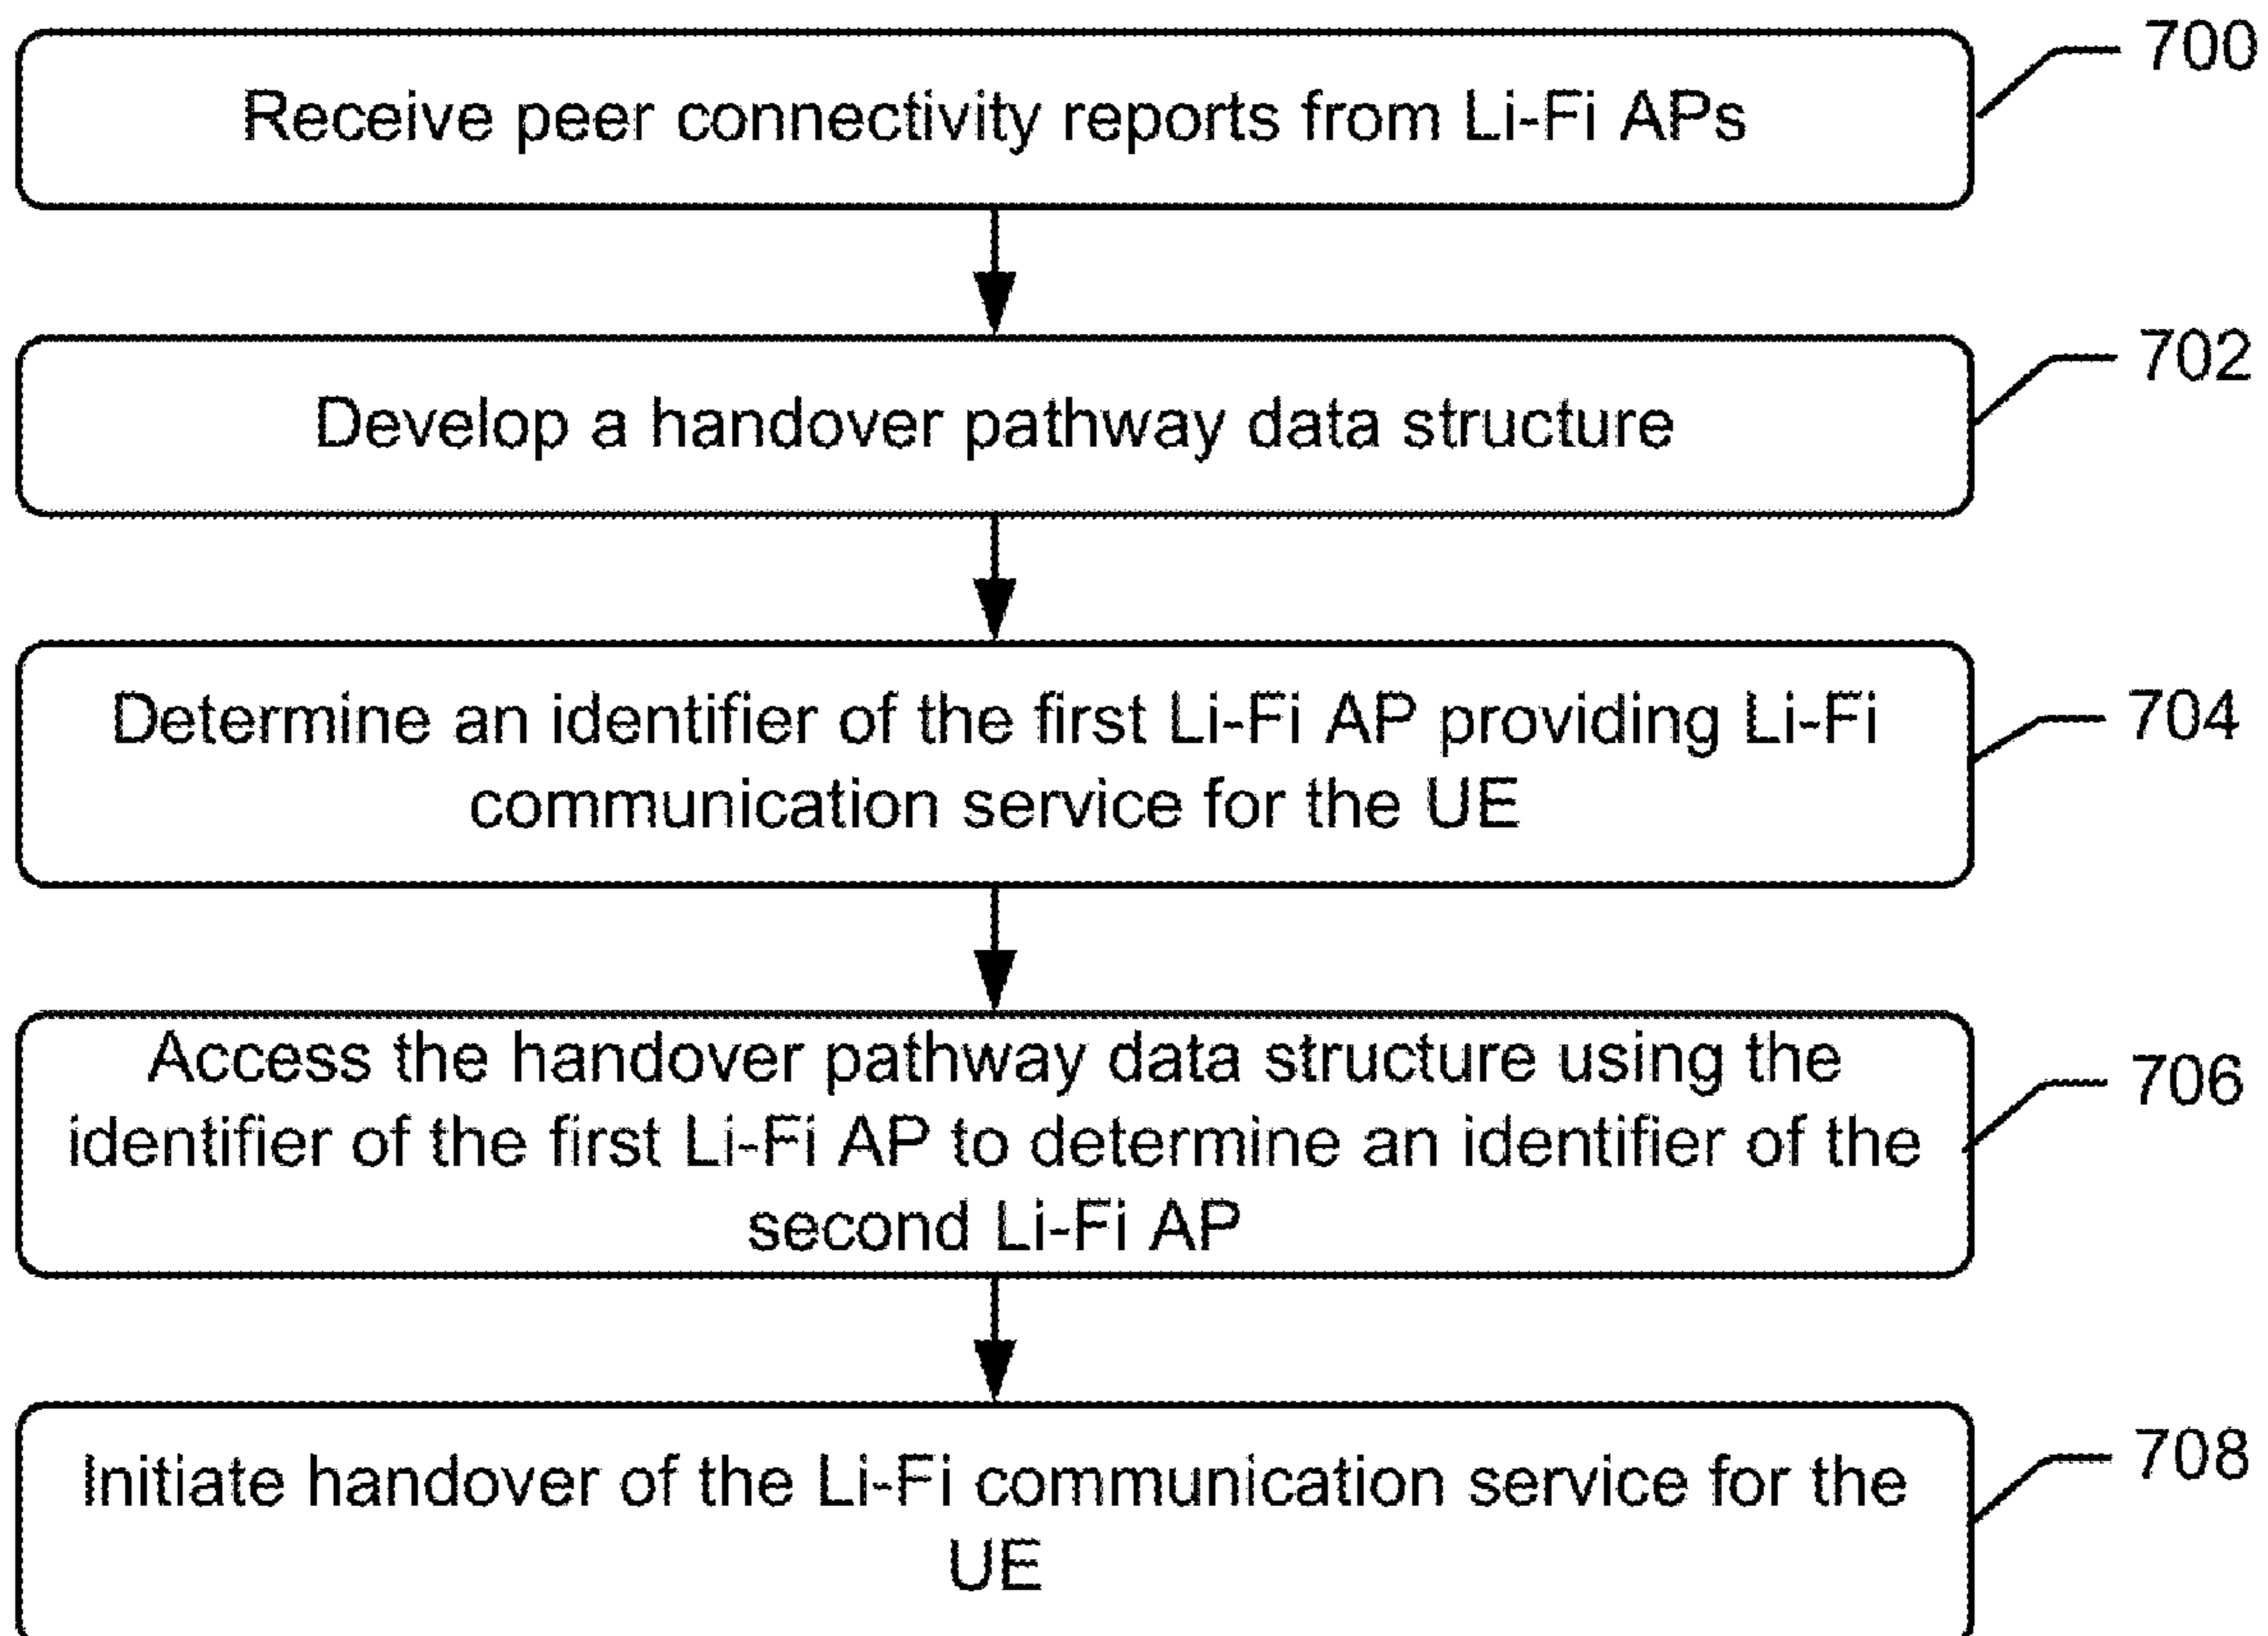 Receive peer connectivity reports from Li-Fi APs
700
Develop a handover pathway data structure
702
Determine an identifier of the first Li-Fi AP providing Li-Fi
communication service for the UE
704
Access the handover pathway data structure using the
identifier of the first Li-Fi AP to determine an identifier of the
second Li-Fi AP
706
Initiate handover of the Li-Fi communication service for the
UE
708